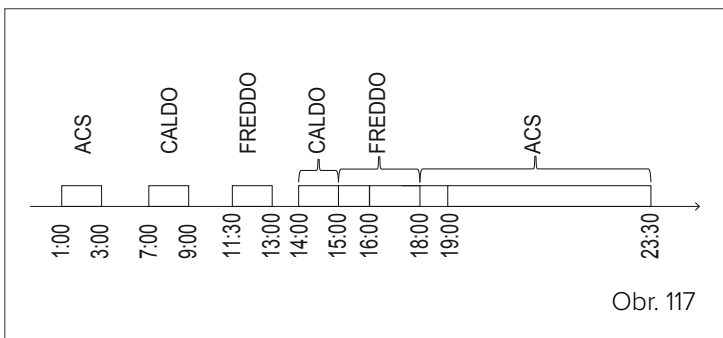 ACS
CALDO
FREDDO
CALDO
FREDDO
ACS
1:00
3:00
7:00
9:00
11:30
13:00
14:00
15:00
16:00
18:00
19:00
23:30
Obr. 117